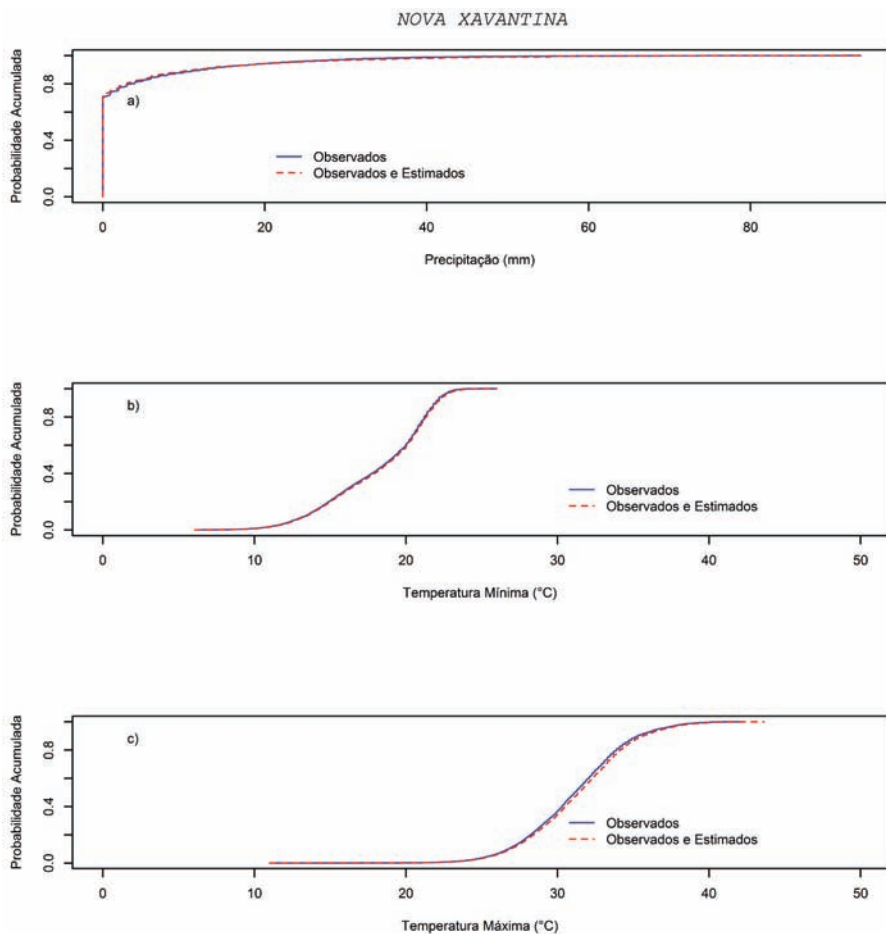 NOVA XAVANTINA
Probabilidade Acumulada
0.0 0.4 0.8
a)
Observados
Observados e Estimados
0 20 40 60 80
Precipitação (mm)
Probabilidade Acumulada
0.0 0.4 0.8
b)
Observados
Observados e Estimados
0 10 20 30 40 50
Temperatura Mínima (°C)
Probabilidade Acumulada
0.0 0.4 0.8
c)
Observados
Observados e Estimados
0 10 20 30 40 50
Temperatura Máxima (°C)